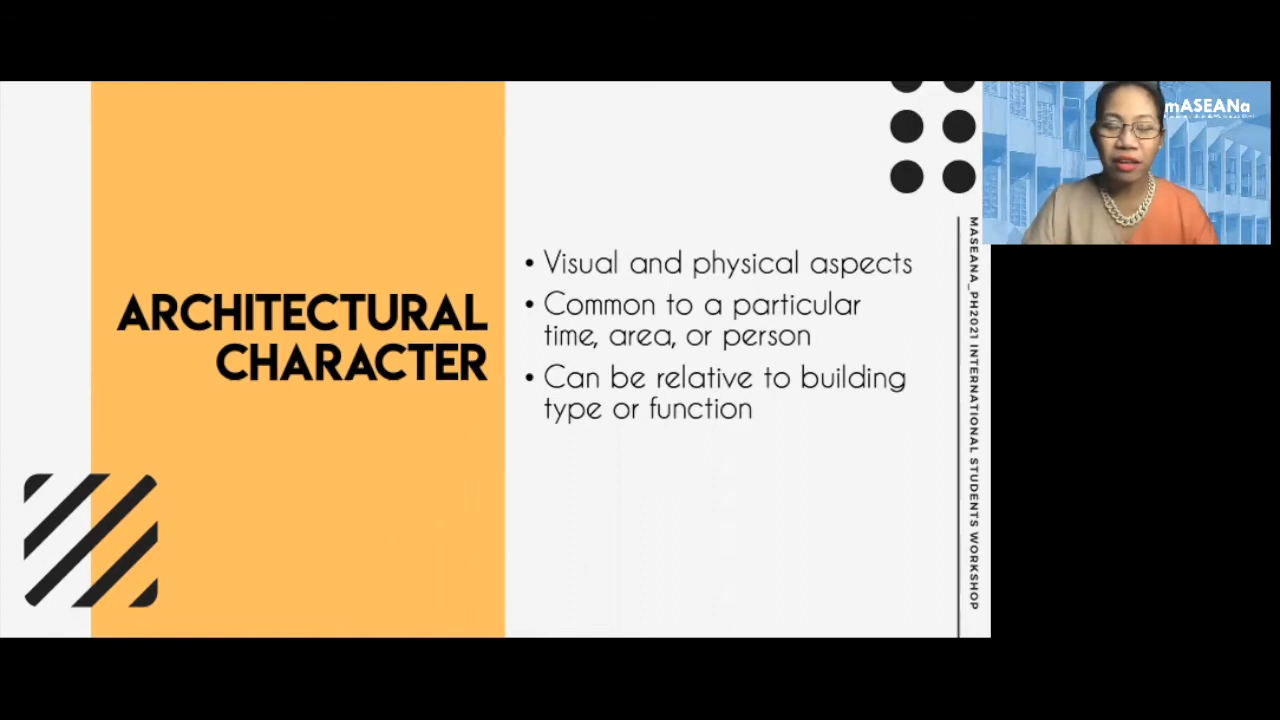 ARCHITECTURAL
CHARACTER
• Visual and physical aspects
• Common to a particular
time, area, or person
• Can be relative to building
type or function
MASEANA_PH2021 INTERNATIONAL STUDENTS WORKSHOP
mASEANa